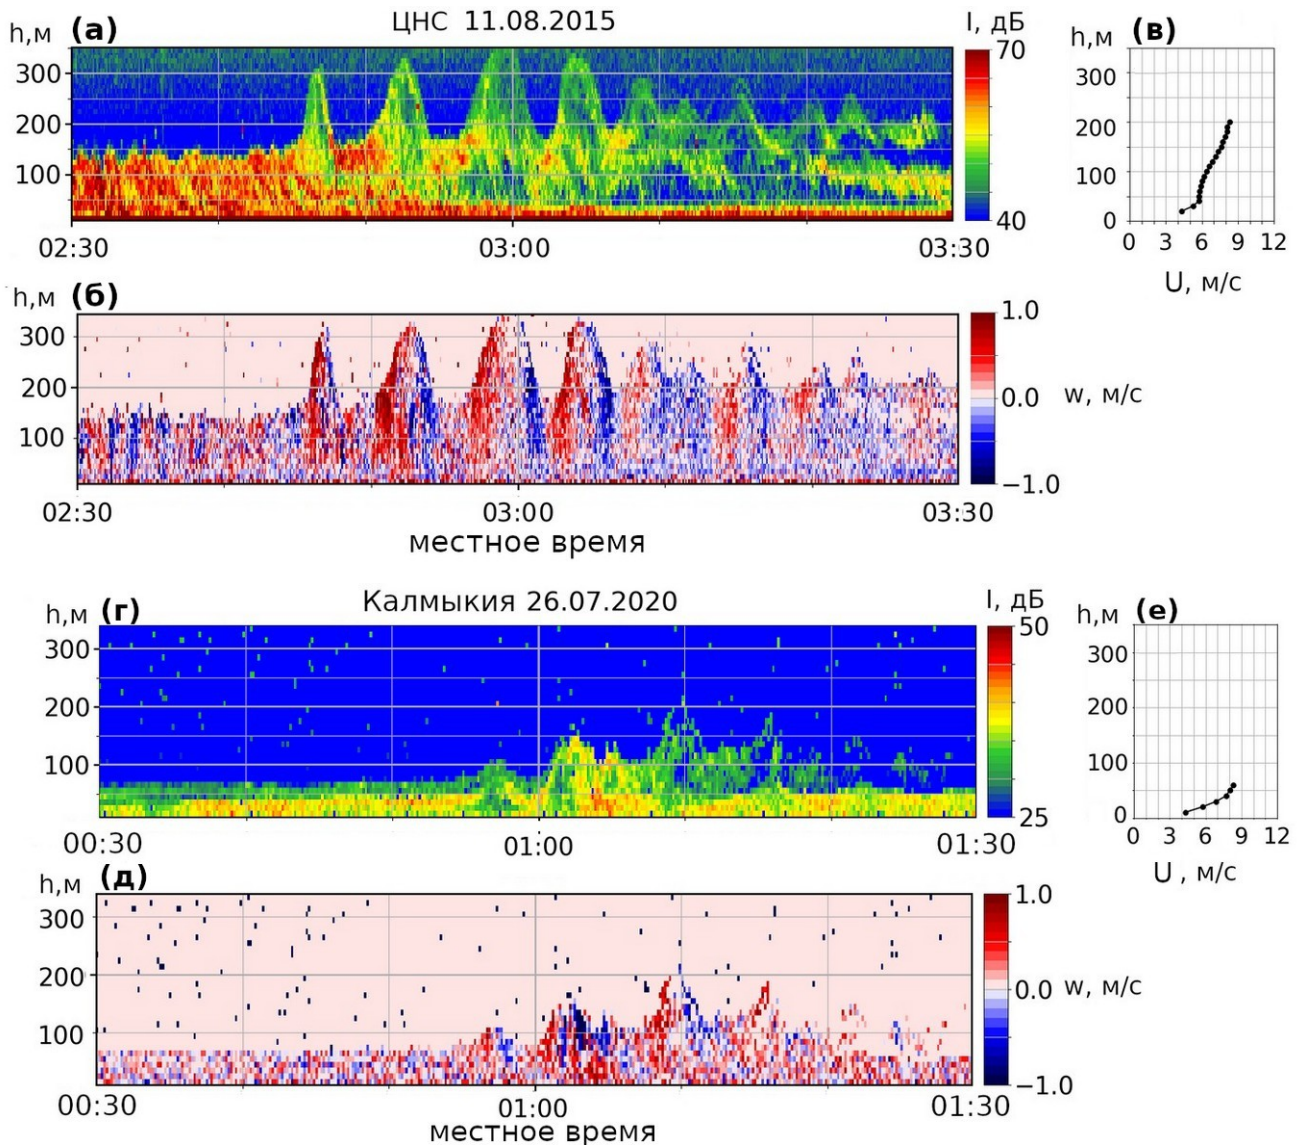 (а) ЦНС 11.08.2015 I, дБ (в)
h,м h,м
70
300 300
200 200
100 100
40 0
02:30 03:00 03:30 0 3 6 9 12
U, м/с
h,м (б)
1.0
300
200 0.0 w, м/с
100
−1.0
02:30 03:00 03:30
местное время
h,м (г) Калмыкия 26.07.2020 I, дБ h,м (е)
50
300 300
200 200
100 100
25 0
00:30 01:00 01:30 0 3 6 9 12
U , м/с
h,м (д)
1.0
300
200 0.0 w, м/с
100
−1.0
00:30 01:00 01:30
местное время